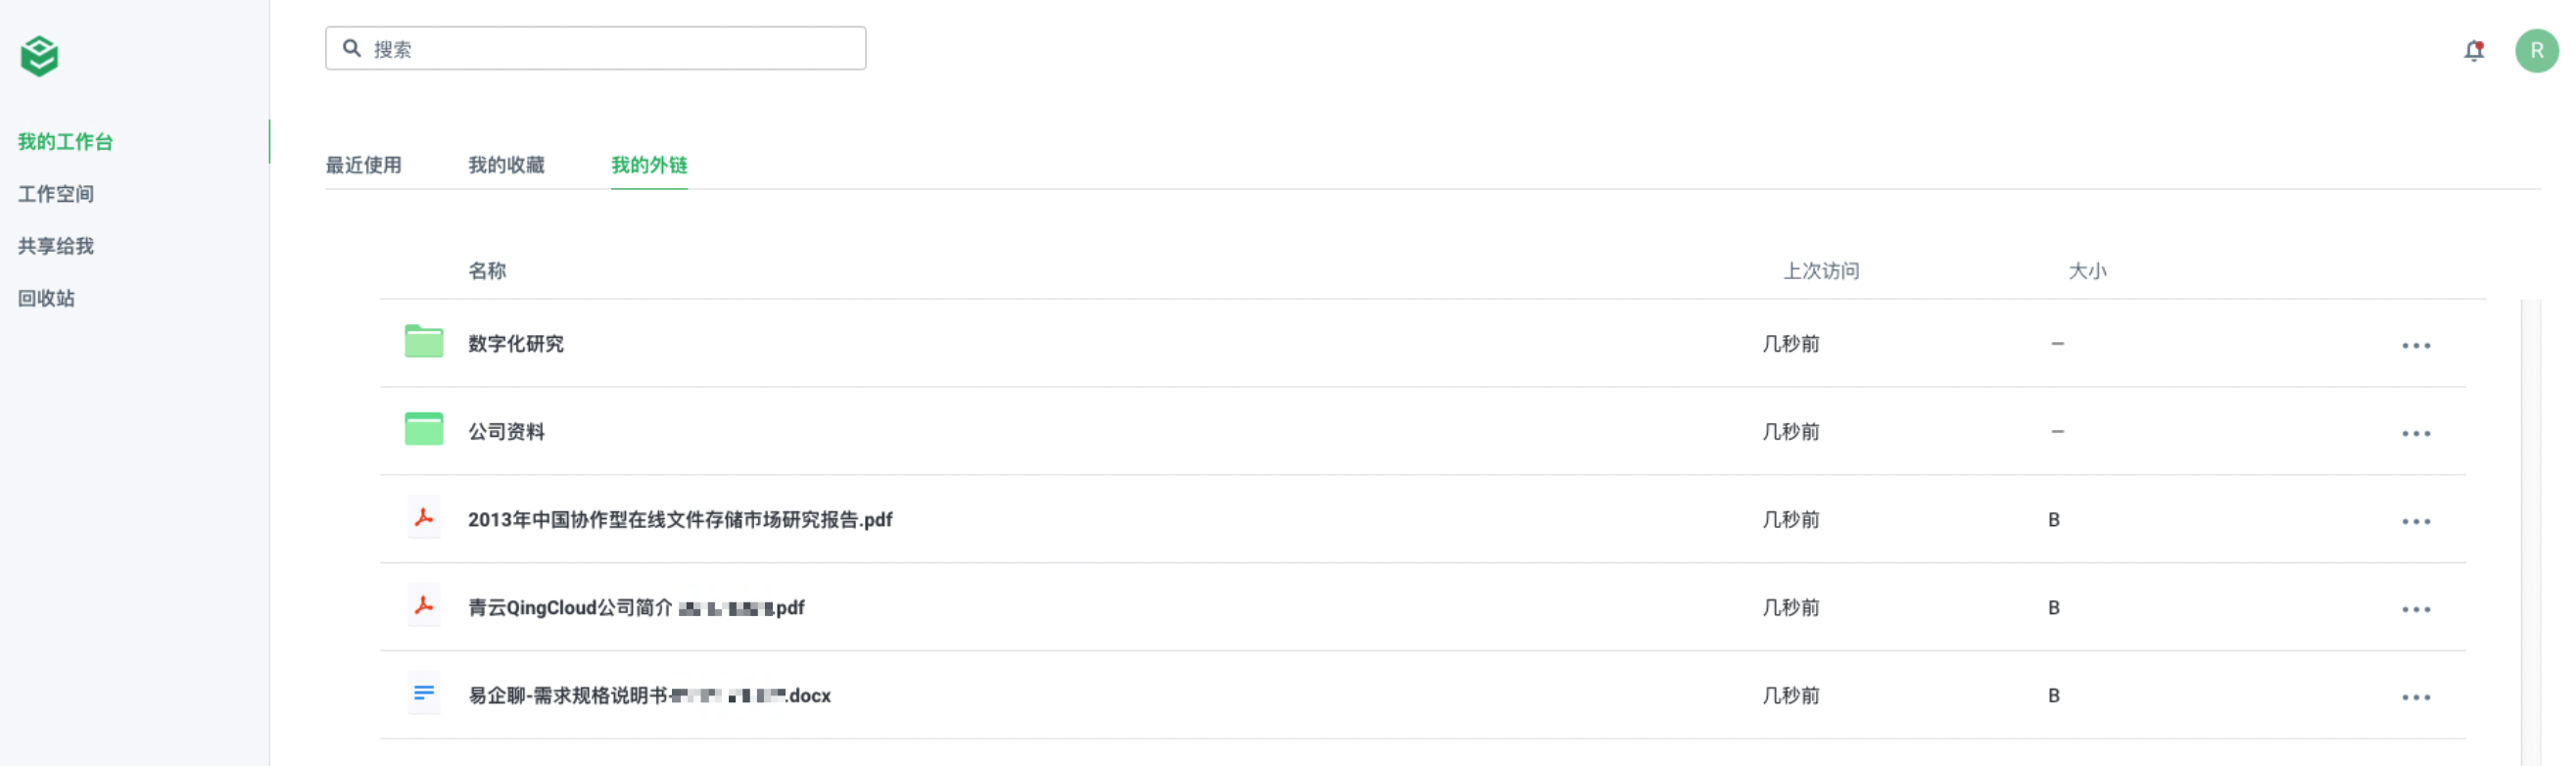 搜索
R
我的工作台
工作空间
共享给我
回收站
最近使用 我的收藏 我的外链
名称 上次访问 大小
数字化研究 几秒前 –
公司资料 几秒前 –
2013年中国协作型在线文件存储市场研究报告.pdf 几秒前 B
青云QingCloud公司简介 .pdf 几秒前 B
易企聊-需求规格说明书- .docx 几秒前 B